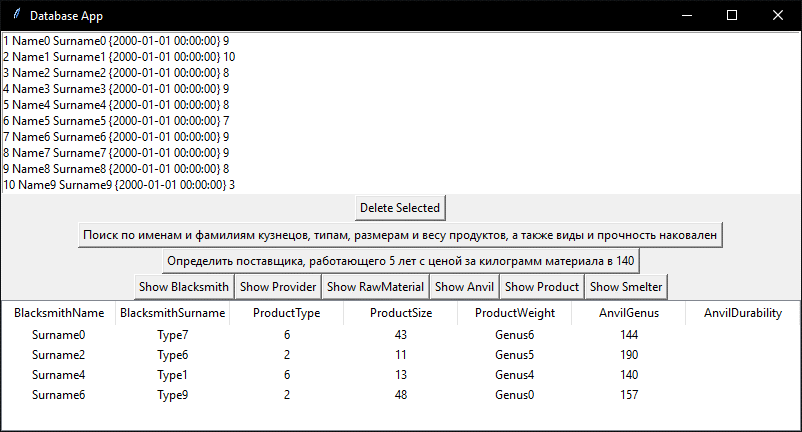 Database App
1 Name0 Surname0 {2000-01-01 00:00:00} 9
2 Name1 Surname1 {2000-01-01 00:00:00} 10
3 Name2 Surname2 {2000-01-01 00:00:00} 8
4 Name3 Surname3 {2000-01-01 00:00:00} 9
5 Name4 Surname4 {2000-01-01 00:00:00} 8
6 Name5 Surname5 {2000-01-01 00:00:00} 7
7 Name6 Surname6 {2000-01-01 00:00:00} 9
8 Name7 Surname7 {2000-01-01 00:00:00} 9
9 Name8 Surname8 {2000-01-01 00:00:00} 8
10 Name9 Surname9 {2000-01-01 00:00:00} 3
Delete Selected
Поиск по именам и фамилиям кузнецов, типам, размерам и весу продуктов, а также виды и прочность наковален
Определить поставщика, работающего 5 лет с ценой за килограмм материала в 140
Show Blacksmith Show Provider Show RawMaterial Show Anvil Show Product Show Smelter
BlacksmithName BlacksmithSurname ProductType ProductSize ProductWeight AnvilGenus AnvilDurability
Surname0 Type7 6 43 Genus6 144
Surname2 Type6 2 11 Genus5 190
Surname4 Type1 6 13 Genus4 140
Surname6 Type9 2 48 Genus0 157